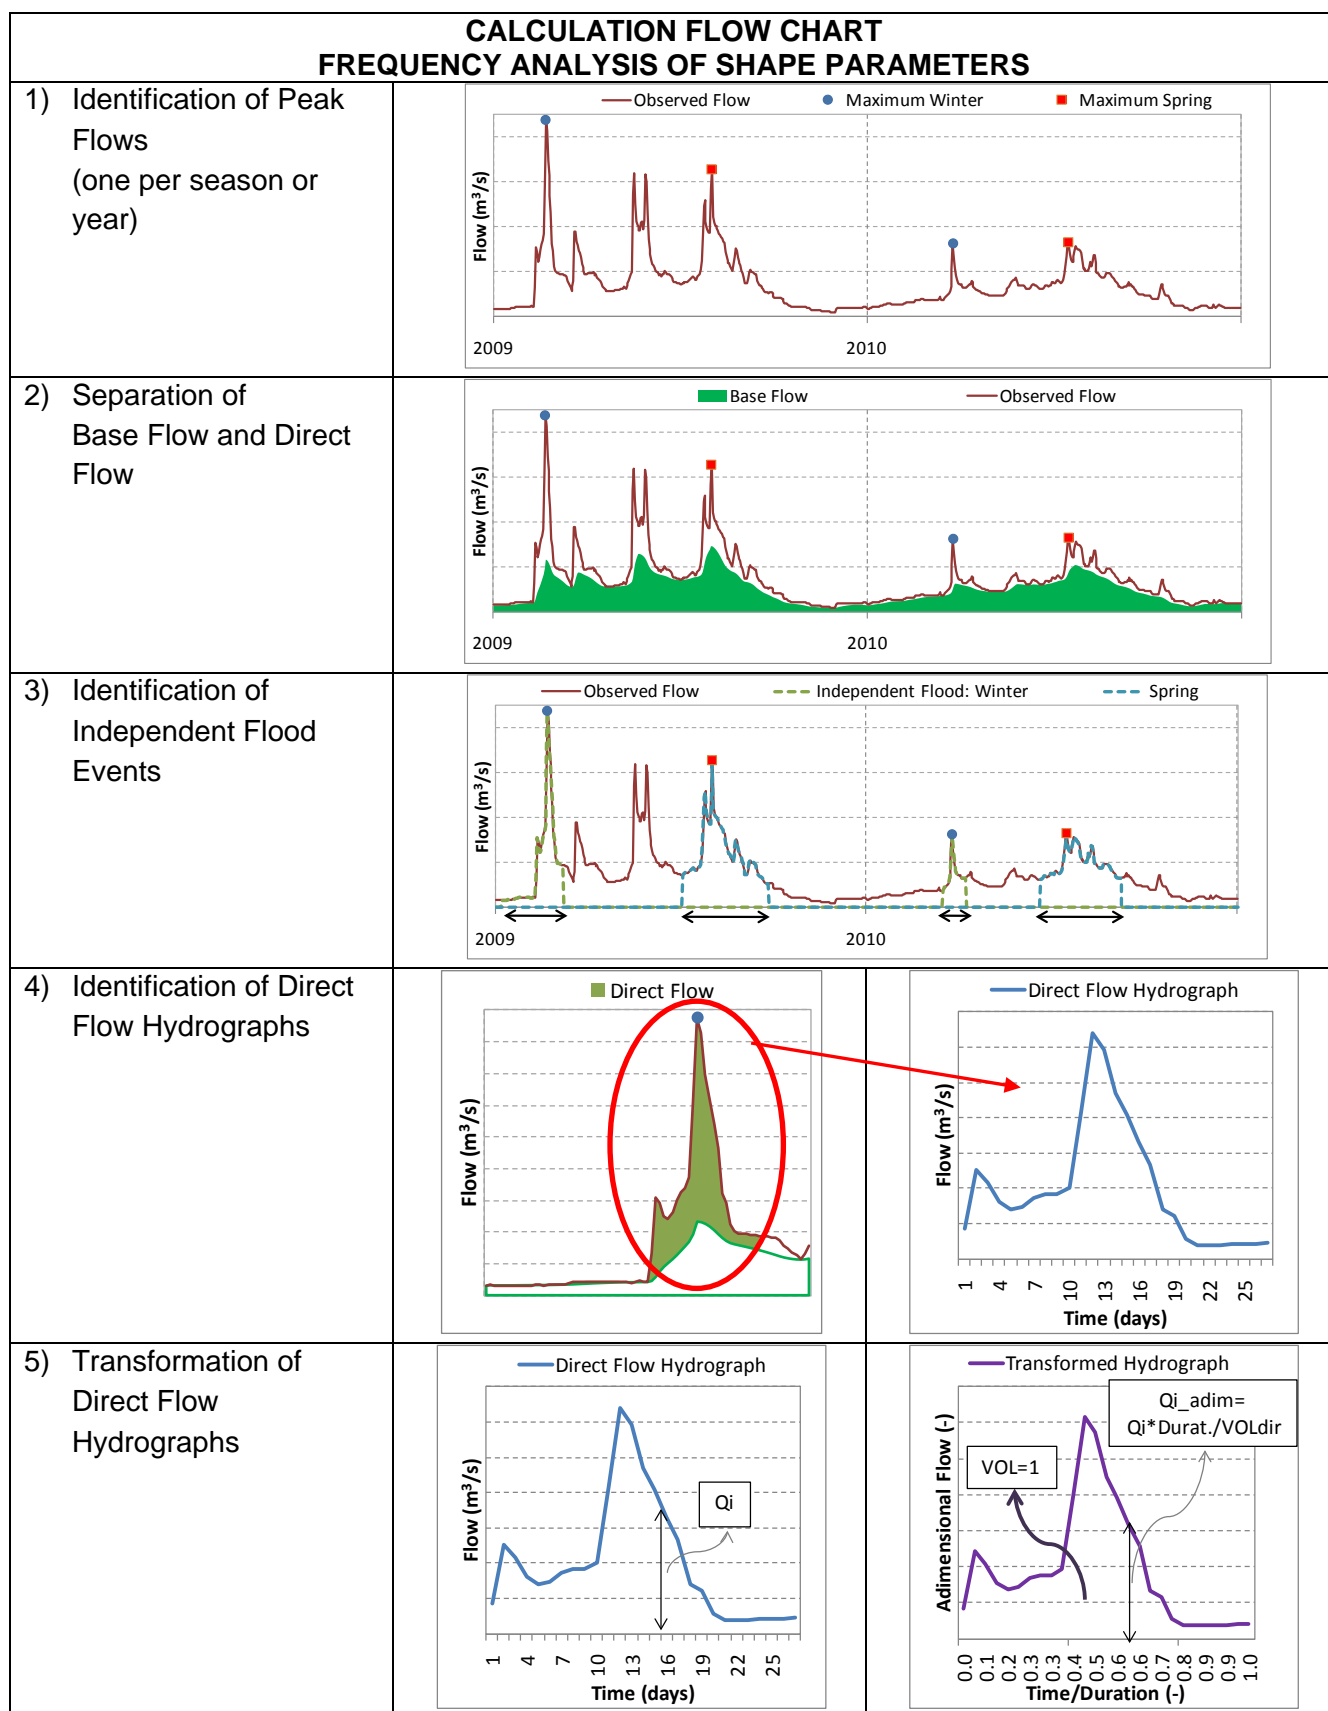 CALCULATION FLOW CHART
FREQUENCY ANALYSIS OF SHAPE PARAMETERS
1) Identification of Peak
Flows
(one per season or
year)
Observed Flow Maximum Winter Maximum Spring
Flow (m³/s)
2009 2010
2) Separation of
Base Flow and Direct
Flow
Base Flow Observed Flow
Flow (m³/s)
2009 2010
3) Identification of
Independent Flood
Events
Observed Flow Independent Flood: Winter Spring
Flow (m³/s)
2009 2010
4) Identification of Direct
Flow Hydrographs
Direct Flow
Flow (m³/s)
Direct Flow Hydrograph
Flow (m³/s)
1 4 7 10 13 16 19 22 25
Time (days)
5) Transformation of
Direct Flow
Hydrographs
Direct Flow Hydrograph
Flow (m³/s)
Qi
1 4 7 10 13 16 19 22 25
Time (days)
Transformed Hydrograph
Adimensional Flow (-)
Qi_adim=
Qi*Durat./VOLdir
VOL=1
0.0 0.1 0.2 0.3 0.3 0.4 0.5 0.6 0.6 0.7 0.8 0.9 0.9 1.0
Time/Duration (-)